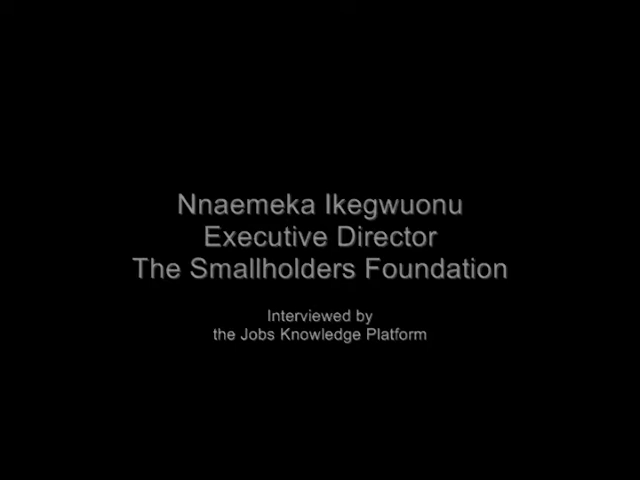 Nnaemeka Ikegwuonu
Executive Director
The Smallholders Foundation
Interviewed by
the Jobs Knowledge Platform